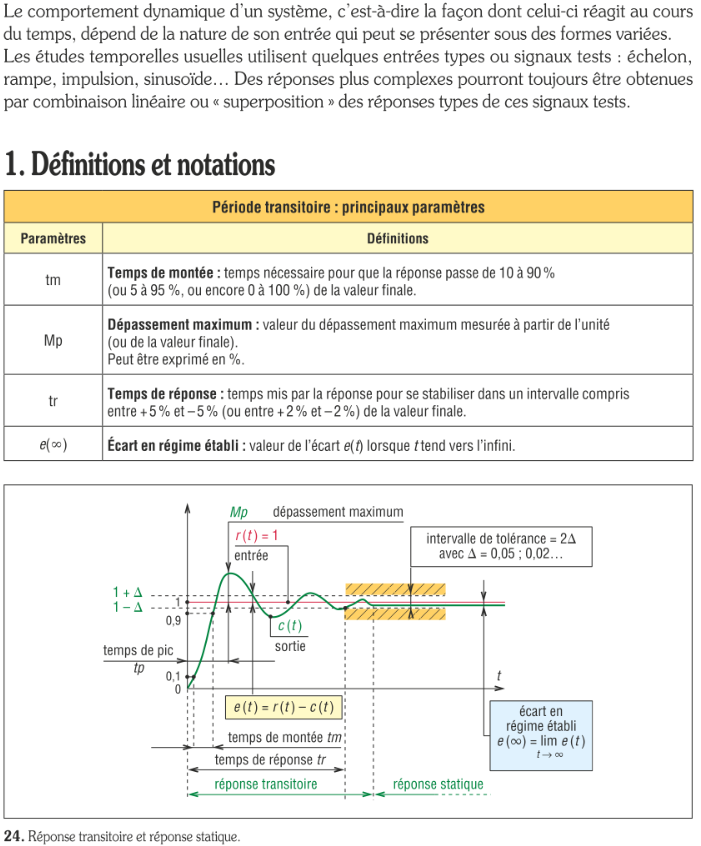 Le comportement dynamique d'un système, c'est-à-dire la façon dont celui-ci réagit au cours
du temps, dépend de la nature de son entrée qui peut se présenter sous des formes variées.
Les études temporelles usuelles utilisent quelques entrées types ou signaux tests : échelon,
rampe, impulsion, sinusoïde… Des réponses plus complexes pourront toujours être obtenues
par combinaison linéaire ou « superposition » des réponses types de ces signaux tests.
1. Définitions et notations
Période transitoire : principaux paramètres
Paramètres
Définitions
tm
Temps de montée : temps nécessaire pour que la réponse passe de 10 à 90 %
(ou 5 à 95 %, ou encore 0 à 100 %) de la valeur finale.
Mp
Dépassement maximum : valeur du dépassement maximum mesurée à partir de l'unité
(ou de la valeur finale).
Peut être exprimé en %.
tr
Temps de réponse : temps mis par la réponse pour se stabiliser dans un intervalle compris
entre +5 % et –5 % (ou entre +2 % et –2 %) de la valeur finale.
e(∞)
Écart en régime établi : valeur de l'écart e(t) lorsque t tend vers l'infini.
Mp
dépassement maximum
r(t) = 1
entrée
intervalle de tolérance = 2Δ
avec Δ = 0,05 ; 0,02…
1 + Δ
1
1 – Δ
0,9
c(t)
sortie
temps de pic
tp
0,1
0
t
e(t) = r(t) – c(t)
écart en
régime établi
e(∞) = lim e(t)
t → ∞
temps de montée tm
temps de réponse tr
réponse transitoire
réponse statique
24. Réponse transitoire et réponse statique.